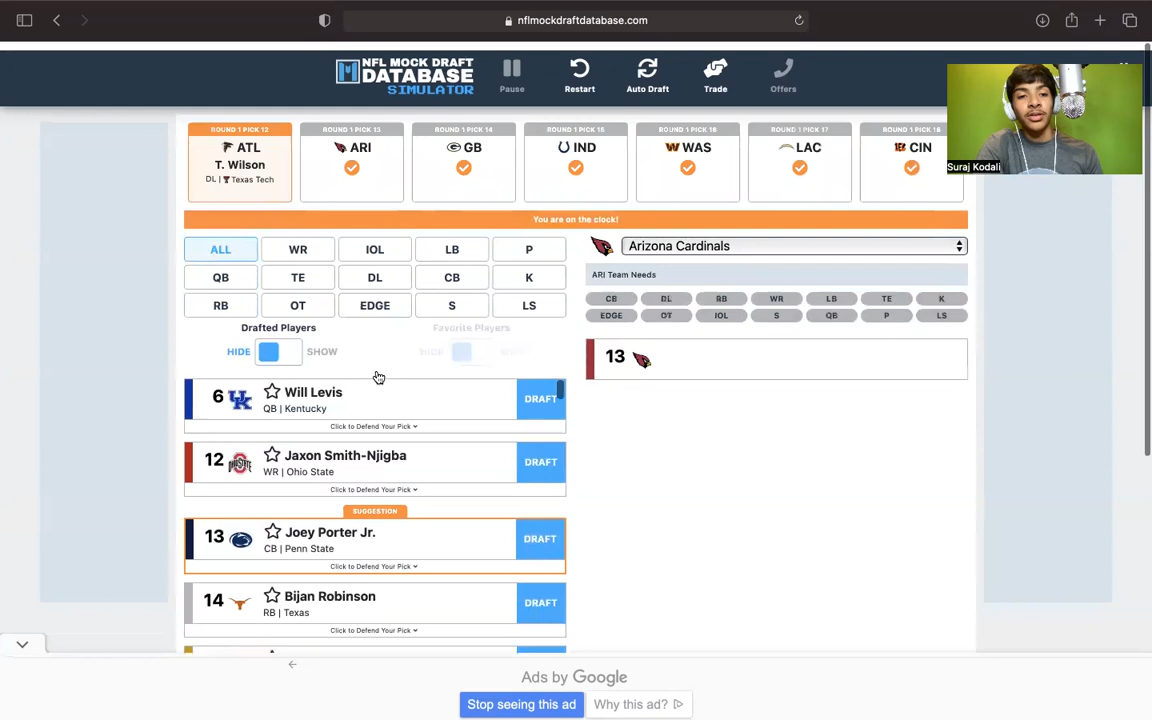 nflmockdraftdatabase.com
NFL MOCK DRAFT
DATABASE
SIMULATOR
Pause
Restart
Auto Draft
Trade
Offers
ROUND 1 PICK 12
ATL
T. Wilson
DL | Texas Tech
ROUND 1 PICK 13
ARI
ROUND 1 PICK 14
GB
ROUND 1 PICK 15
IND
ROUND 1 PICK 16
WAS
ROUND 1 PICK 17
LAC
ROUND 1 PICK 18
CIN
Suraj Kodali
You are on the clock!
ALL WR IOL LB P
QB TE DL CB K
RB OT EDGE S LS
Drafted Players
HIDE SHOW
Favorite Players
HIDE
Arizona Cardinals
ARI Team Needs
CB DL RB WR LB TE K
EDGE OT IOL S QB P LS
13
6 UK Will Levis
QB | Kentucky
DRAFT
Click to Defend Your Pick
12 Jaxon Smith-Njigba
WR | Ohio State
DRAFT
Click to Defend Your Pick
SUGGESTION
13 Joey Porter Jr.
CB | Penn State
DRAFT
Click to Defend Your Pick
14 Bijan Robinson
RB | Texas
DRAFT
Click to Defend Your Pick
Ads by Google
Stop seeing this ad
Why this ad?